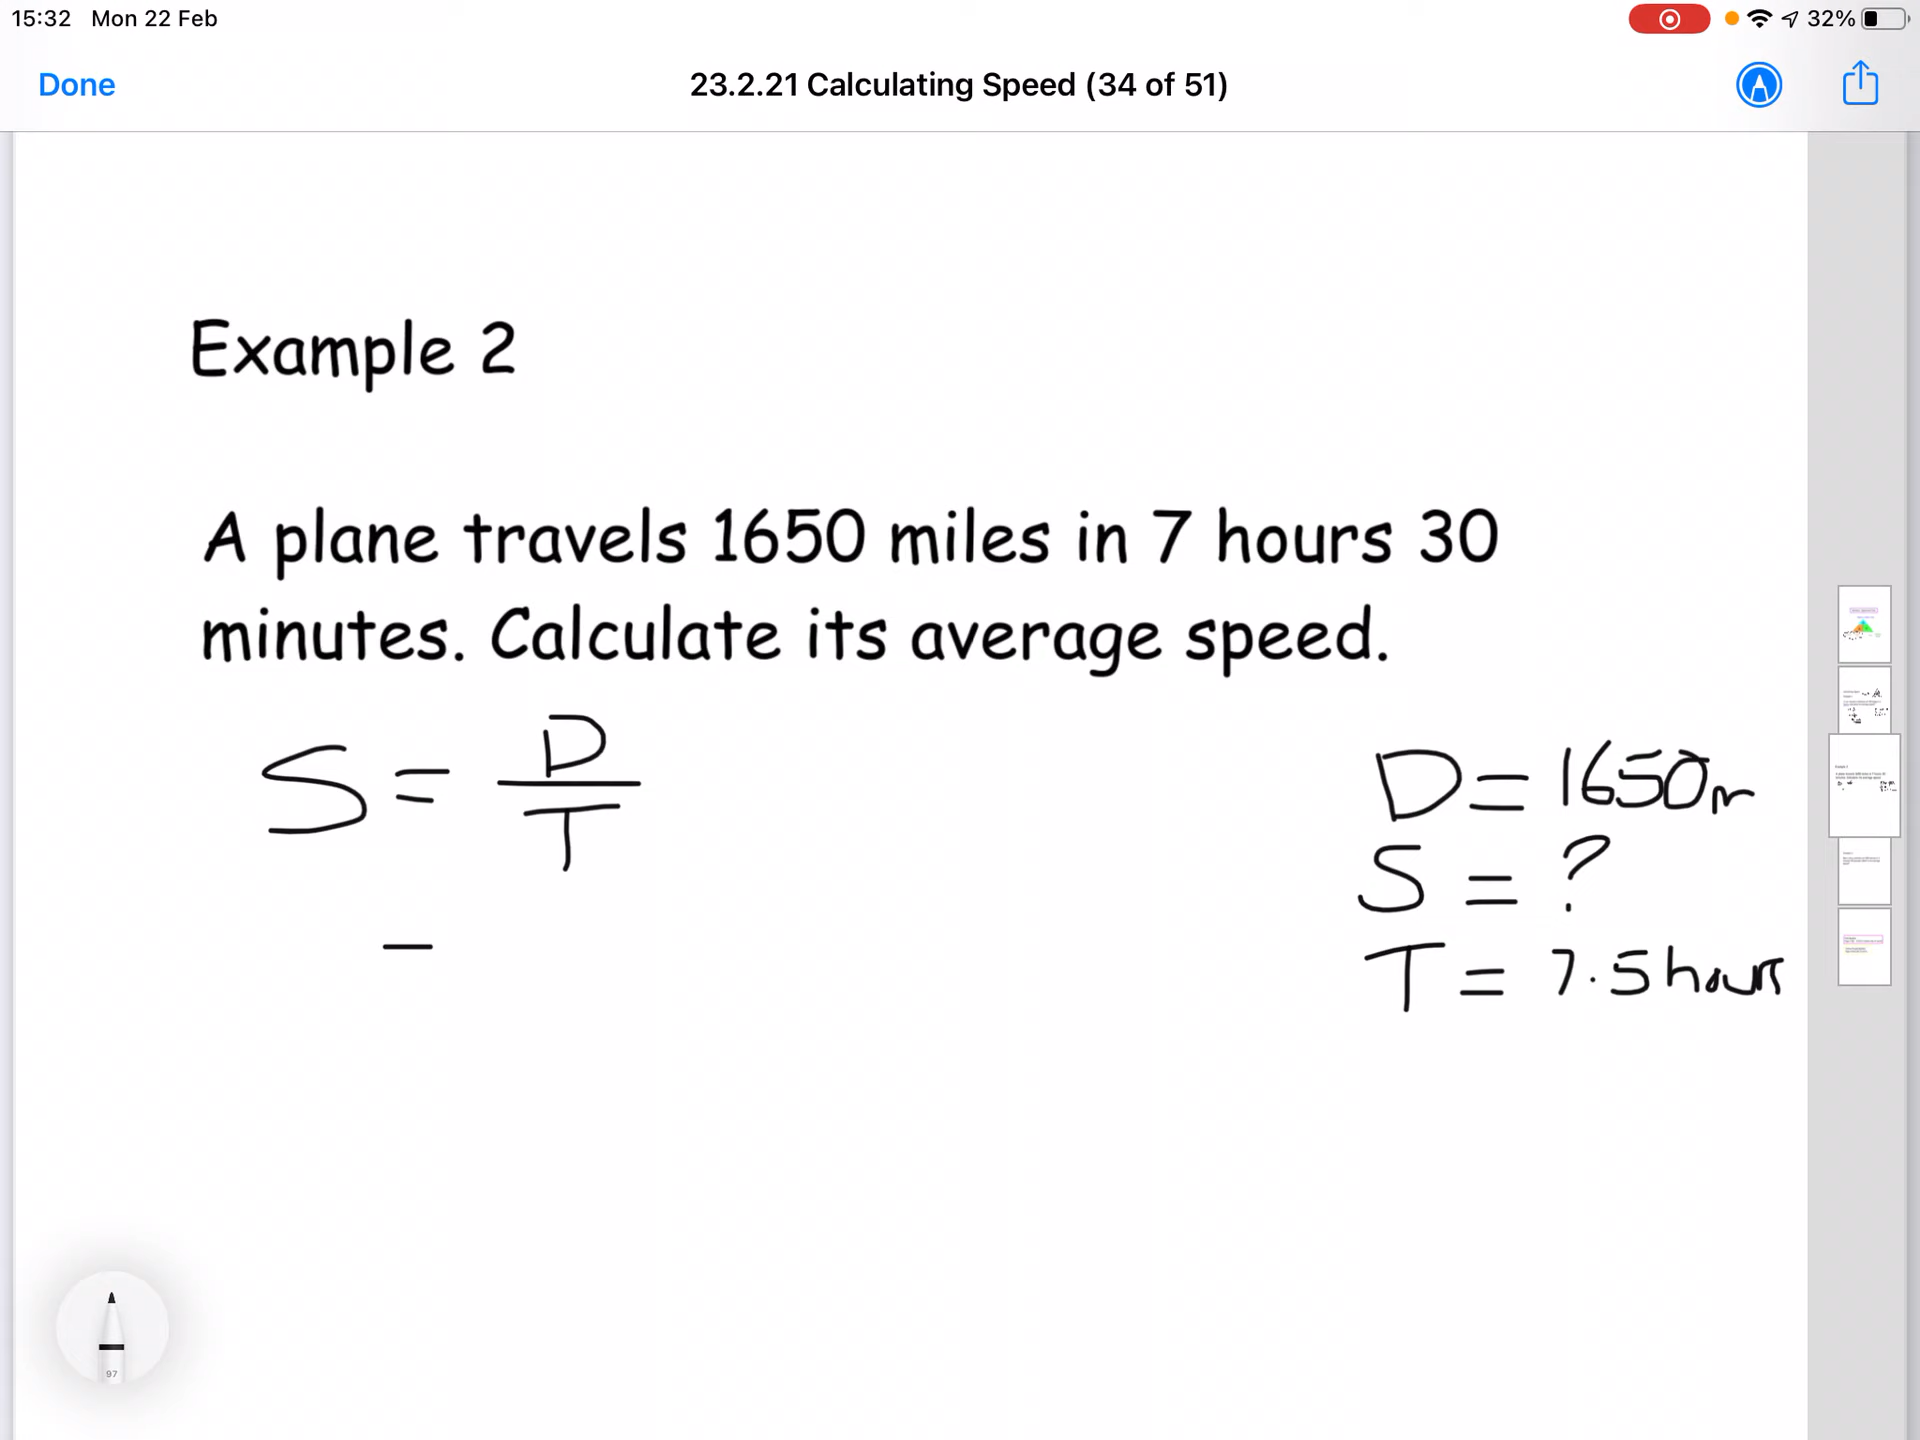 15:32 Mon 22 Feb
32%
Done
23.2.21 Calculating Speed (34 of 51)
Example 2
A plane travels 1650 miles in 7 hours 30
minutes. Calculate its average speed.
S = D
T
D = 1650m
S = ?
T = 7.5 hours
97